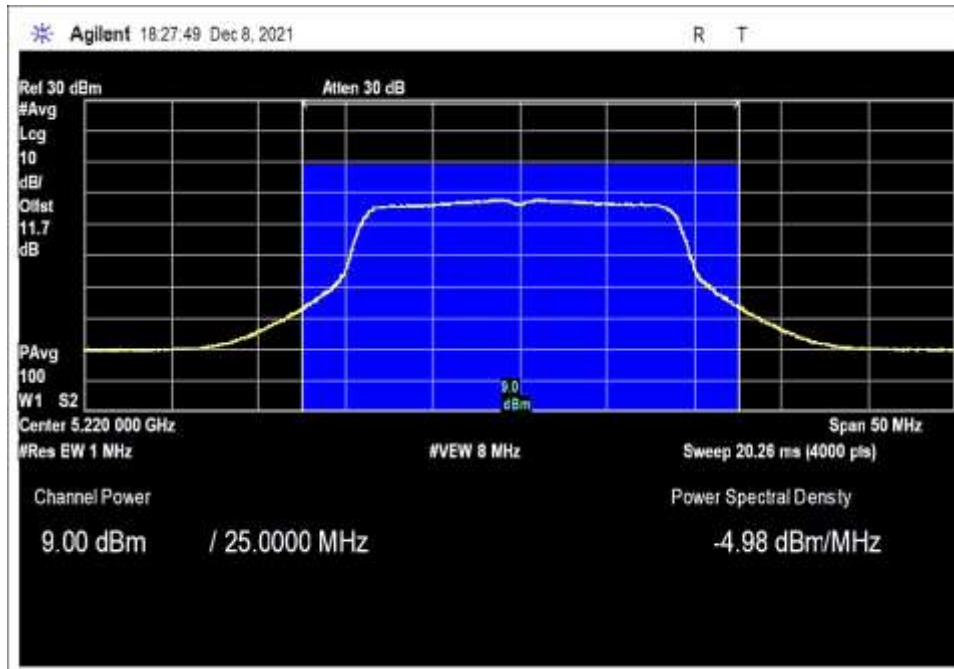 Agilent 18:27:49 Dec 8, 2021 R T
Ref 30 dBm Atten 30 dB
#Avg
Log
10
dB/
Offst
11.7
dB
PAvg
100
W1 S2
9.0
dBm
Center 5.220 000 GHz Span 50 MHz
#Res BW 1 MHz #VBW 8 MHz Sweep 20.26 ms (4000 pts)
Channel Power Power Spectral Density
9.00 dBm / 25.0000 MHz -4.98 dBm/MHz